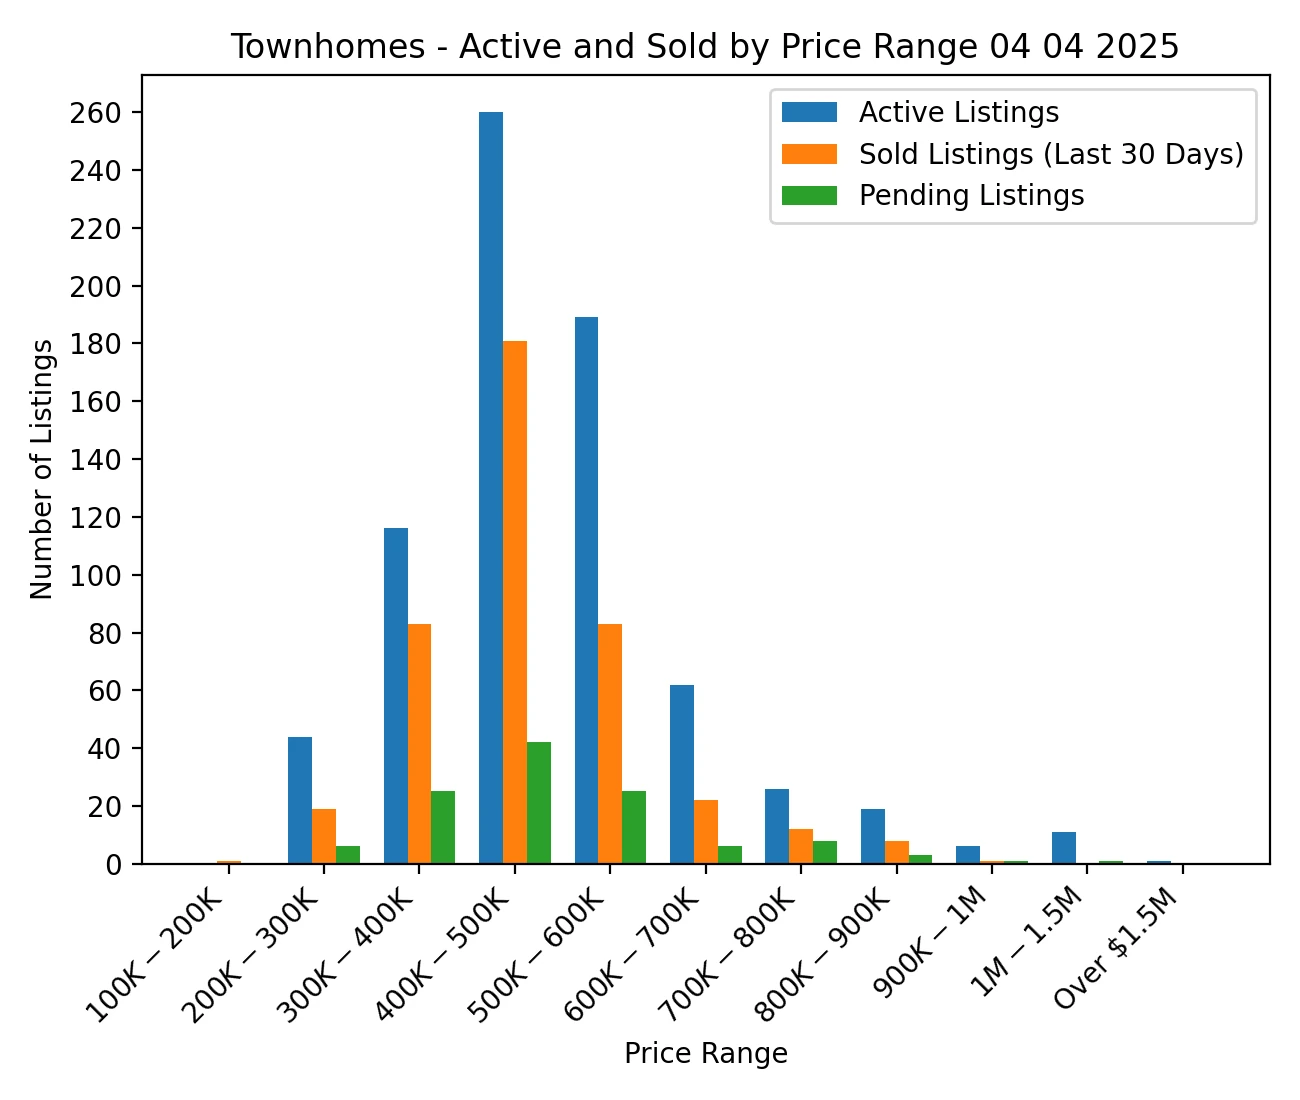 Townhomes - Active and Sold by Price Range 04 04 2025
Active Listings
Sold Listings (Last 30 Days)
Pending Listings
Number of Listings
260
240
220
200
180
160
140
120
100
80
60
40
20
0
100K − 200K
200K − 300K
300K − 400K
400K − 500K
500K − 600K
600K − 700K
700K − 800K
800K − 900K
900K − 1M
1M − 1.5M
Over $1.5M
Price Range